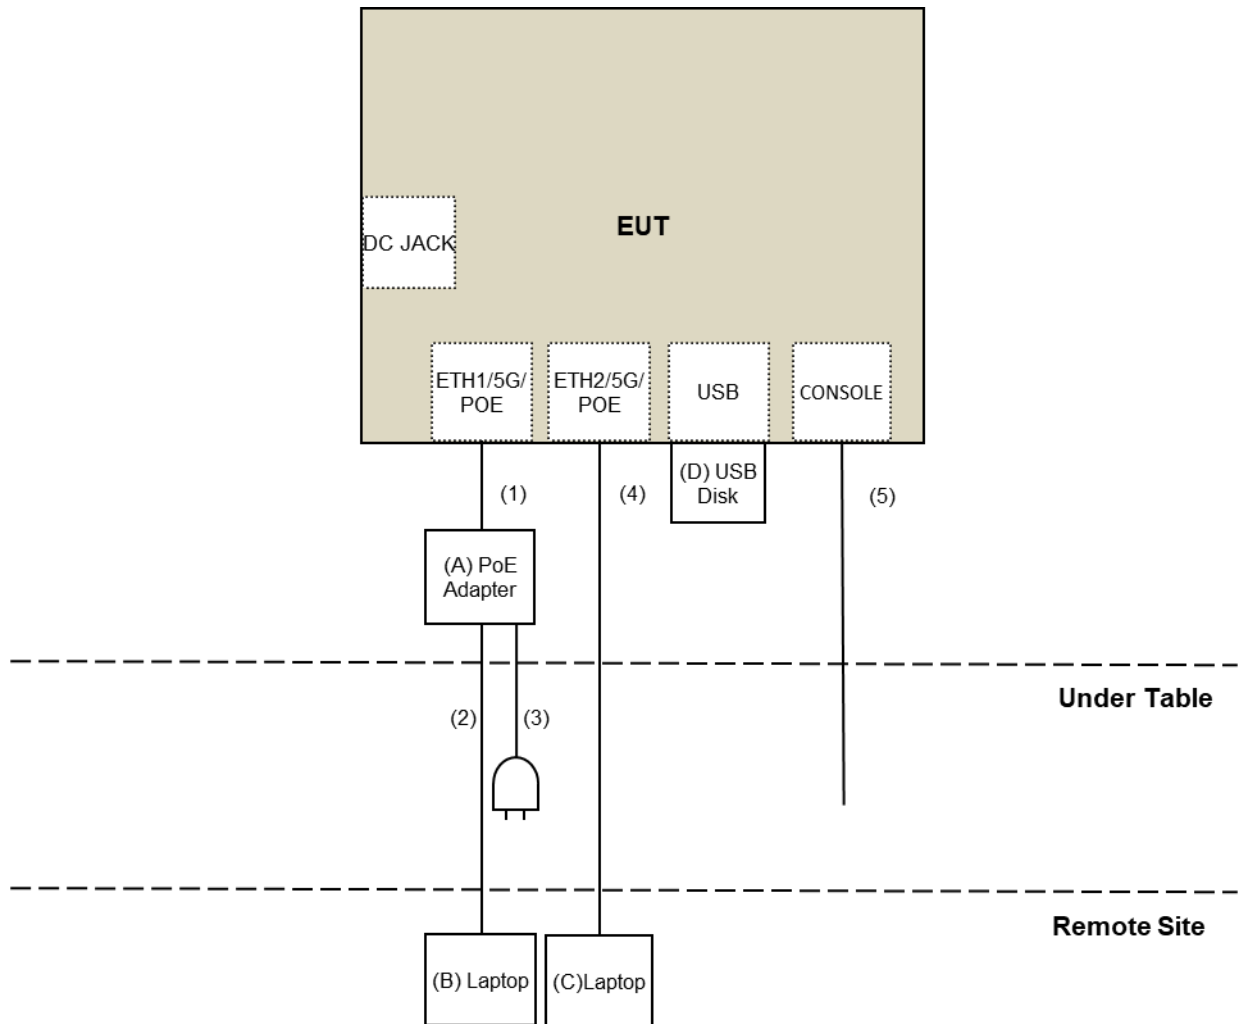 EUT
DC JACK
ETH1/5G/
POE
ETH2/5G/
POE
USB
CONSOLE
(D) USB
Disk
(1)
(4)
(5)
(A) PoE
Adapter
Under Table
(2)
(3)
Remote Site
(B) Laptop
(C)Laptop